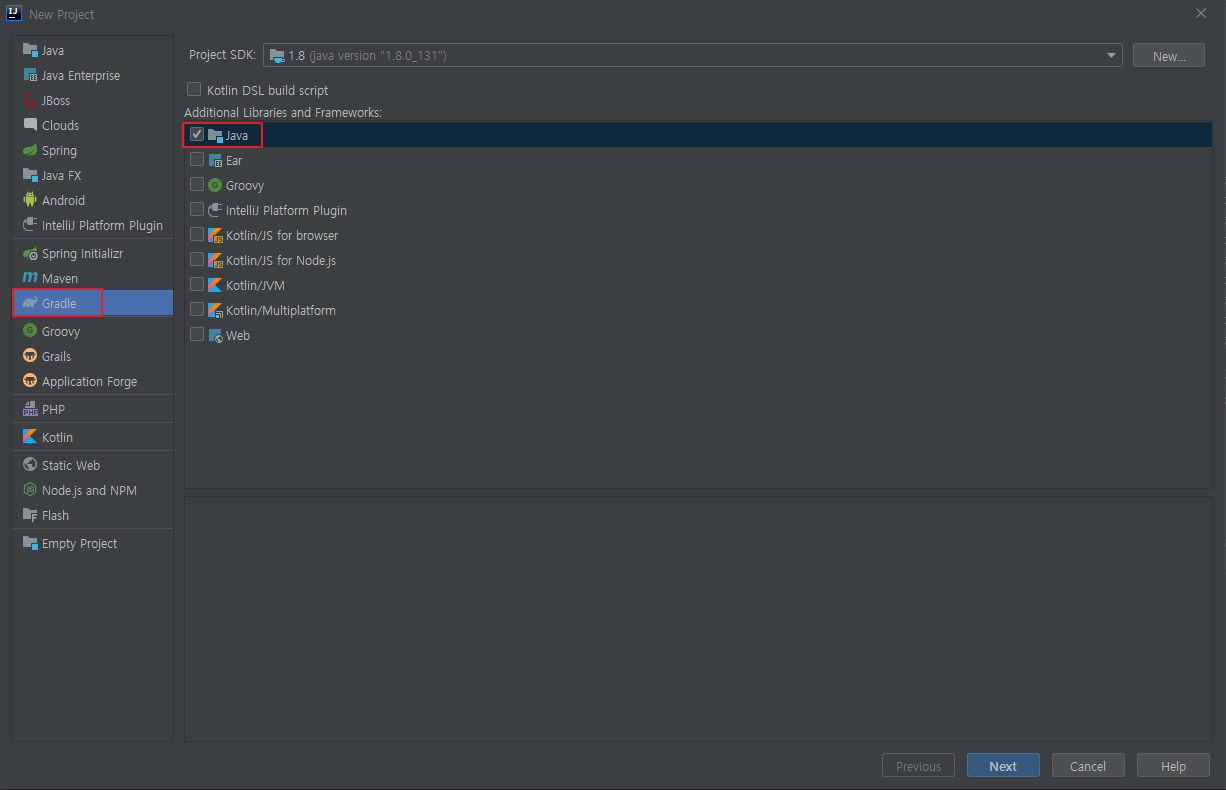 New Project
Java
Java Enterprise
JBoss
Clouds
Spring
Java FX
Android
IntelliJ Platform Plugin
Spring Initializr
Maven
Gradle
Groovy
Grails
Application Forge
PHP
Kotlin
Static Web
Node.js and NPM
Flash
Empty Project
Project SDK: 1.8 (java version "1.8.0_131") New...
Kotlin DSL build script
Additional Libraries and Frameworks:
Java
Ear
Groovy
IntelliJ Platform Plugin
Kotlin/JS for browser
Kotlin/JS for Node.js
Kotlin/JVM
Kotlin/Multiplatform
Web
Previous Next Cancel Help